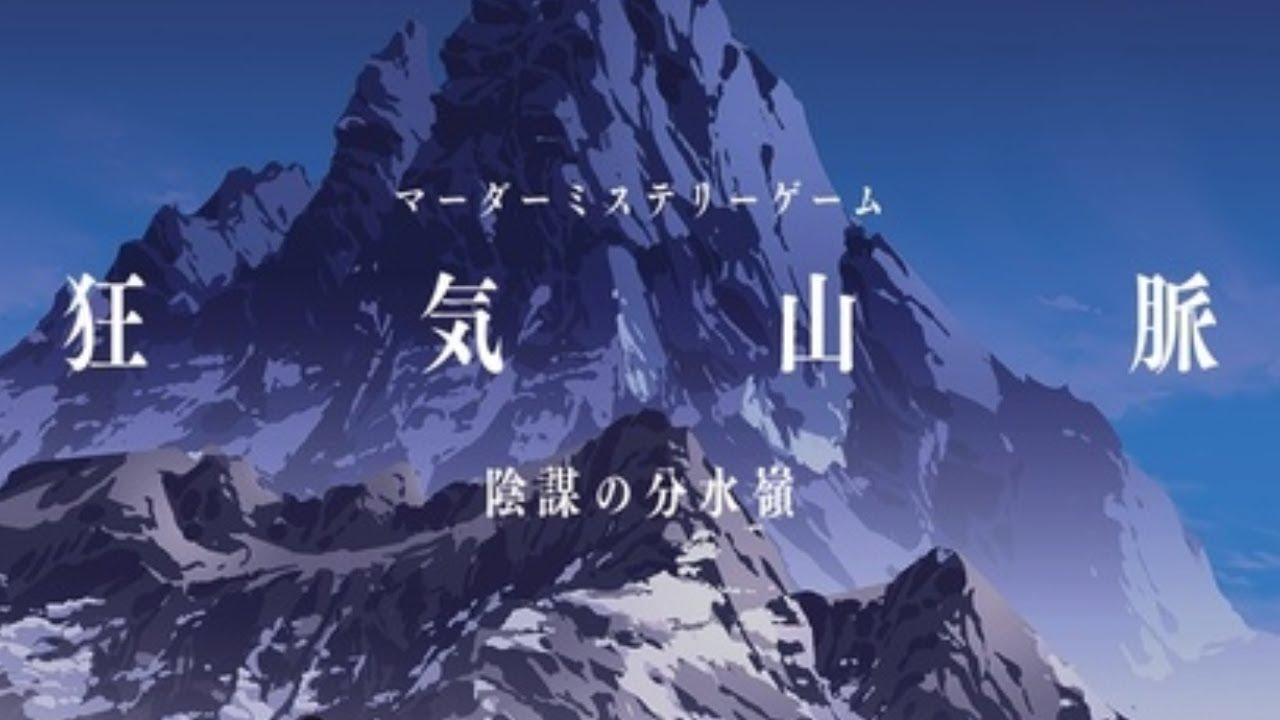 マーダーミステリーゲーム
狂気山脈
陰謀の分水嶺